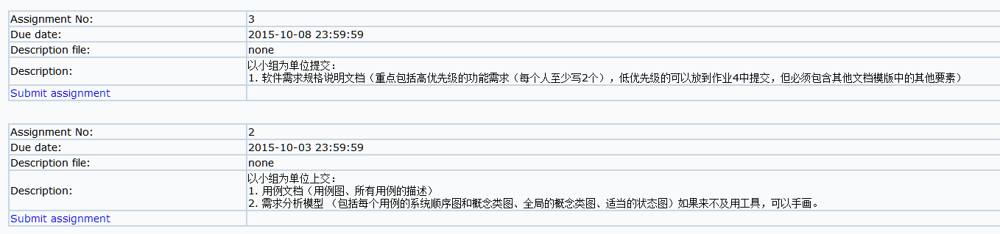 Assignment No: 3
Due date: 2015-10-08 23:59:59
Description file: none
Description: 以小组为单位提交：
1. 软件需求规格说明文档（重点包括高优先级的功能需求（每个人至少写2个），低优先级的可以放到作业4中提交，但必须包含其他文档模版中的其他要素）
Submit assignment
Assignment No: 2
Due date: 2015-10-03 23:59:59
Description file: none
Description: 以小组为单位上交：
1. 用例文档（用例图、所有用例的描述）
2. 需求分析模型 （包括每个用例的系统顺序图和概念类图、全局的概念类图、适当的状态图）如果来不及用工具，可以手画。
Submit assignment